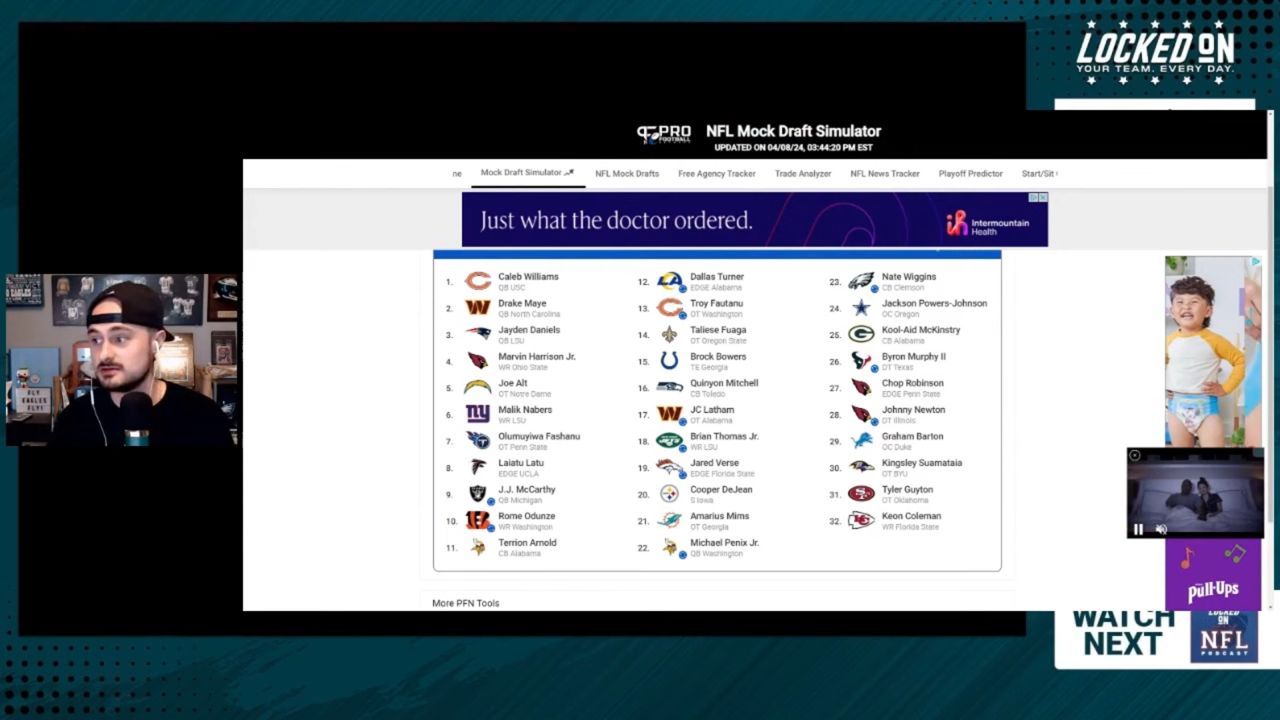 LOCKED ON
YOUR TEAM. EVERY DAY.
PRO
FOOTBALL
NFL Mock Draft Simulator
UPDATED ON 04/08/24, 03:44:20 PM EST
ne
Mock Draft Simulator
NFL Mock Drafts
Free Agency Tracker
Trade Analyzer
NFL News Tracker
Playoff Predictor
Start/Sit
Just what the doctor ordered.
Intermountain
Health
1. Caleb Williams
QB USC
2. Drake Maye
QB North Carolina
3. Jayden Daniels
QB LSU
4. Marvin Harrison Jr.
WR Ohio State
5. Joe Alt
OT Notre Dame
6. Malik Nabers
WR LSU
7. Olumuyiwa Fashanu
OT Penn State
8. Laiatu Latu
EDGE UCLA
9. J.J. McCarthy
QB Michigan
10. Rome Odunze
WR Washington
11. Terrion Arnold
CB Alabama
12. Dallas Turner
EDGE Alabama
13. Troy Fautanu
OT Washington
14. Taliese Fuaga
OT Oregon State
15. Brock Bowers
TE Georgia
16. Quinyon Mitchell
CB Toledo
17. JC Latham
OT Alabama
18. Brian Thomas Jr.
WR LSU
19. Jared Verse
EDGE Florida State
20. Cooper DeJean
S Iowa
21. Amarius Mims
OT Georgia
22. Michael Penix Jr.
QB Washington
23. Nate Wiggins
CB Clemson
24. Jackson Powers-Johnson
OC Oregon
25. Kool-Aid McKinstry
CB Alabama
26. Byron Murphy II
DT Texas
27. Chop Robinson
EDGE Penn State
28. Johnny Newton
DT Illinois
29. Graham Barton
OC Duke
30. Kingsley Suamataia
OT BYU
31. Tyler Guyton
OT Oklahoma
32. Keon Coleman
WR Florida State
More PFN Tools
FLY
EAGLES
FLY!
Pull-Ups
WATCH
NEXT
LOCKED
ON
NFL
PODCAST